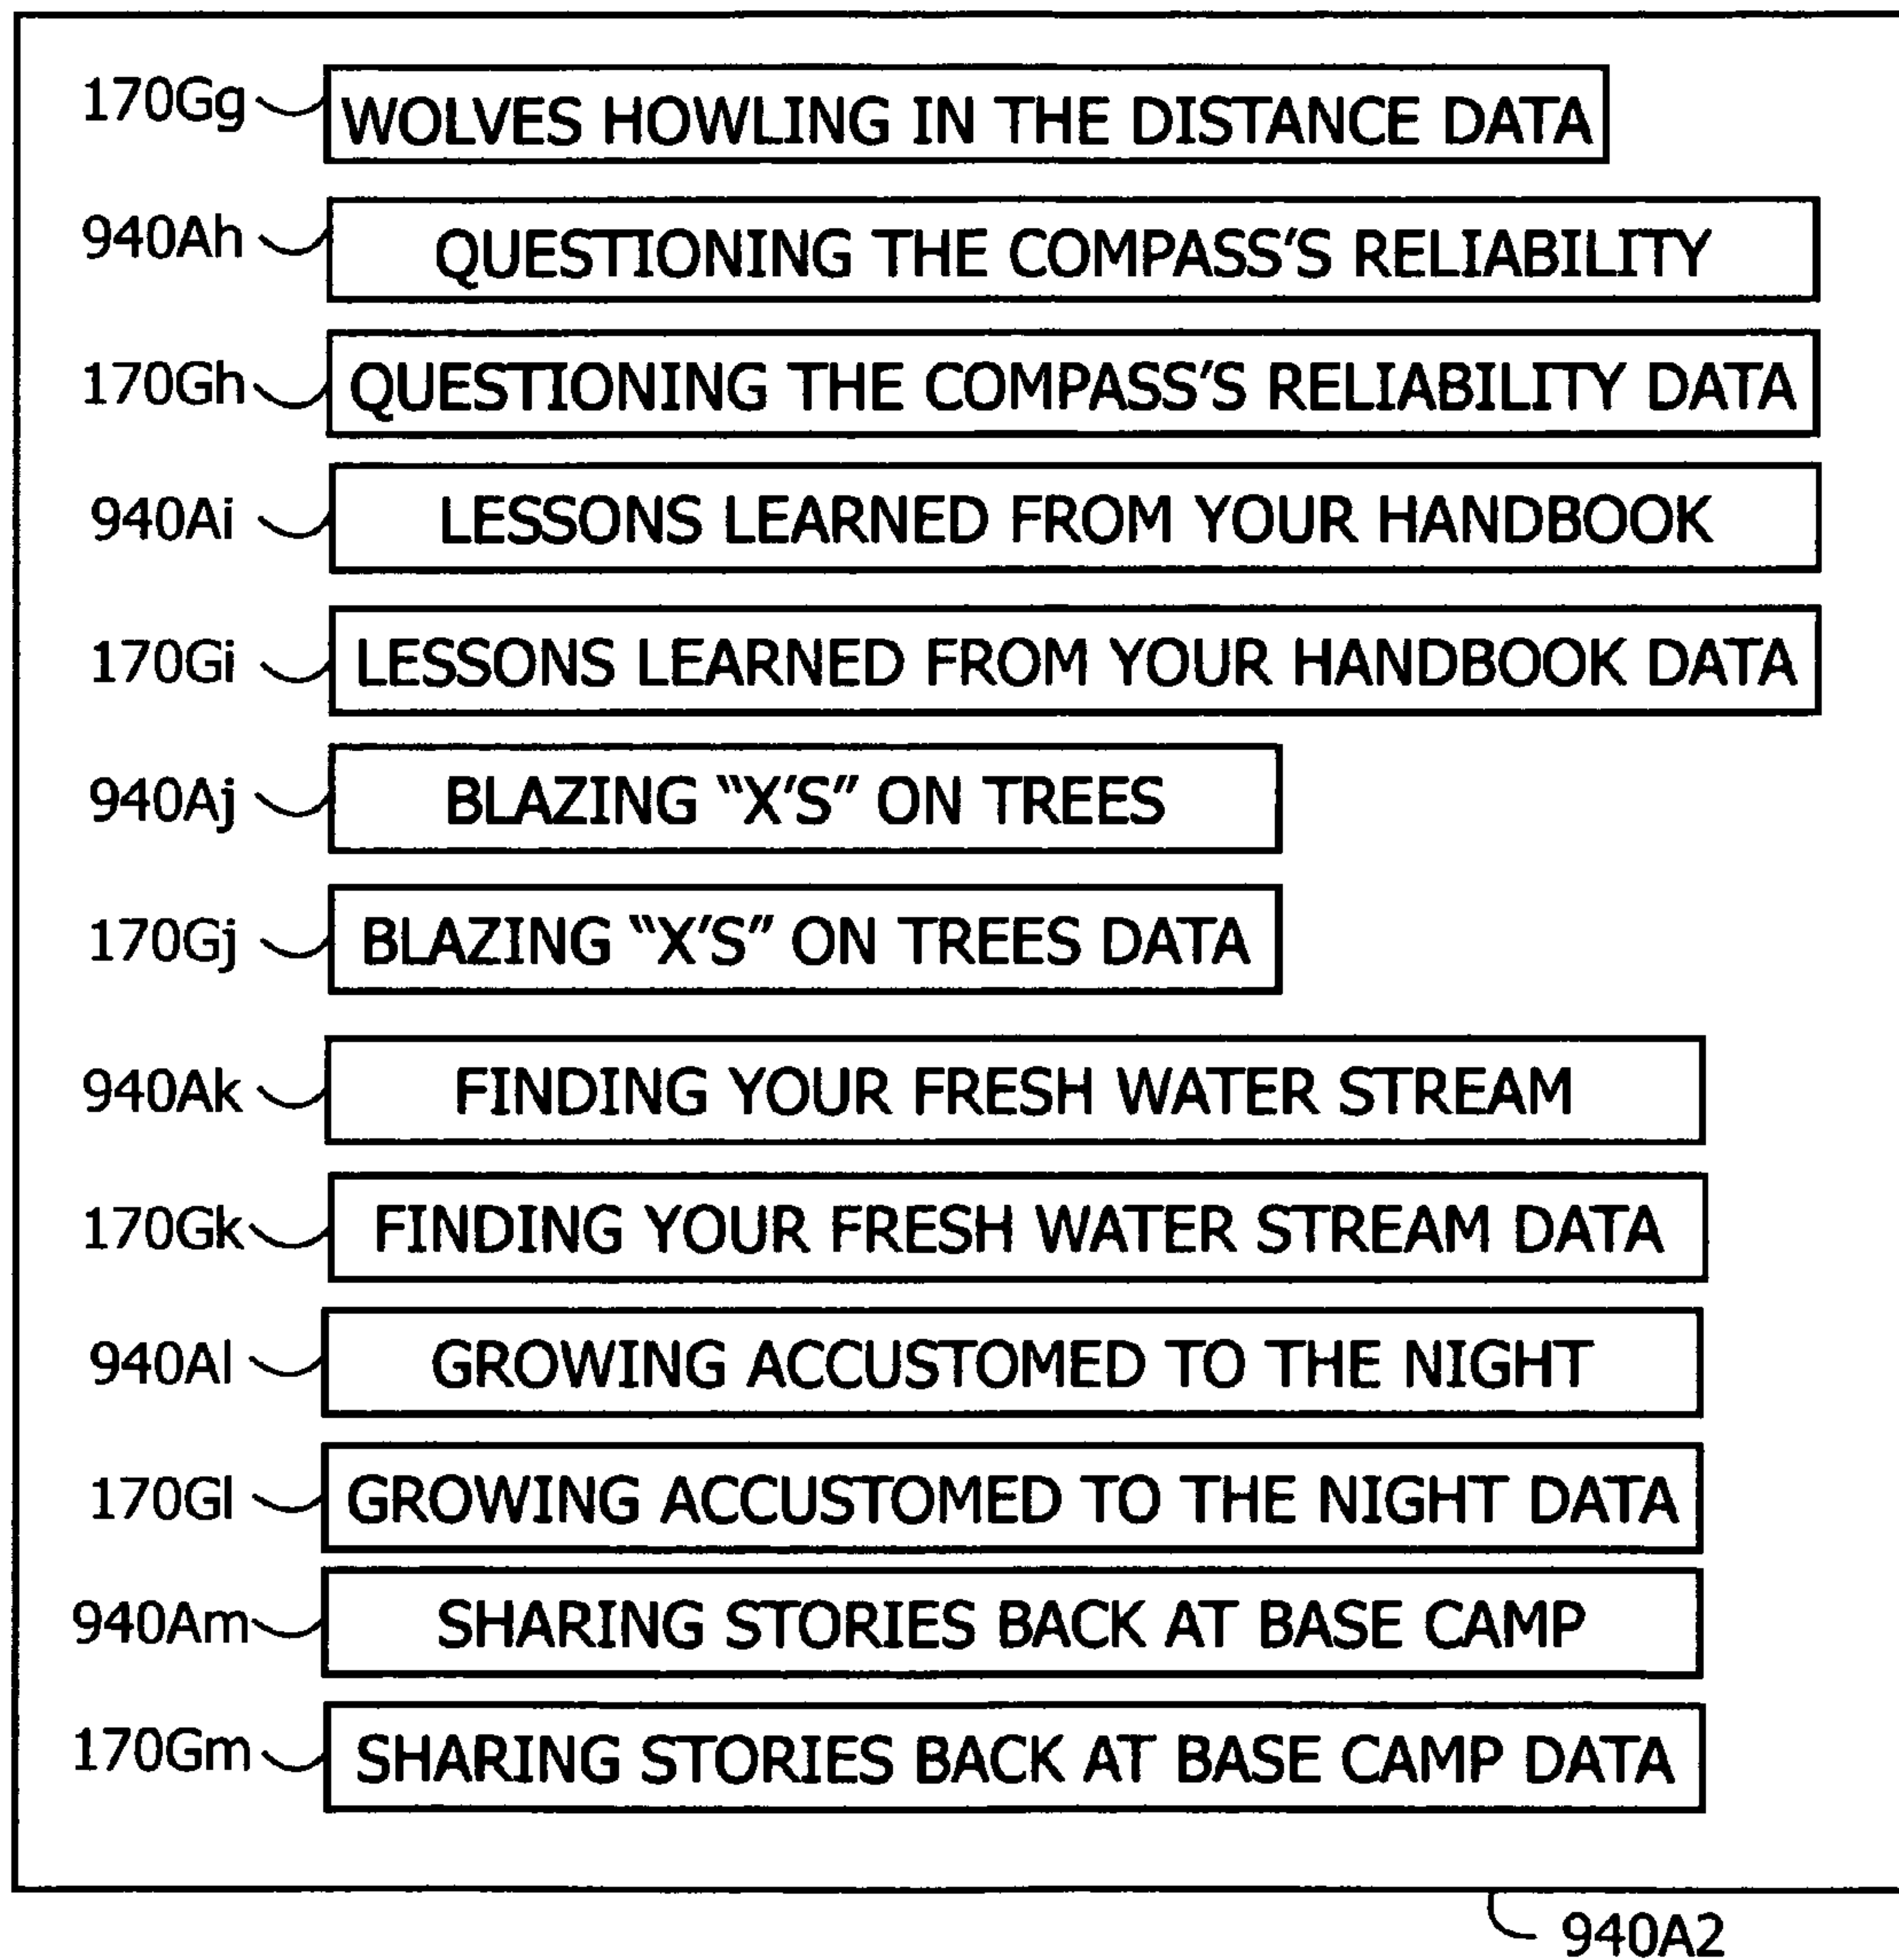 170Gg WOLVES HOWLING IN THE DISTANCE DATA
940Ah QUESTIONING THE COMPASS'S RELIABILITY
170Gh QUESTIONING THE COMPASS'S RELIABILITY DATA
940Ai LESSONS LEARNED FROM YOUR HANDBOOK
170Gi LESSONS LEARNED FROM YOUR HANDBOOK DATA
940Aj BLAZING “X'S” ON TREES
170Gj BLAZING “X'S” ON TREES DATA
940Ak FINDING YOUR FRESH WATER STREAM
170Gk FINDING YOUR FRESH WATER STREAM DATA
940Al GROWING ACCUSTOMED TO THE NIGHT
170Gl GROWING ACCUSTOMED TO THE NIGHT DATA
940Am SHARING STORIES BACK AT BASE CAMP
170Gm SHARING STORIES BACK AT BASE CAMP DATA
940A2